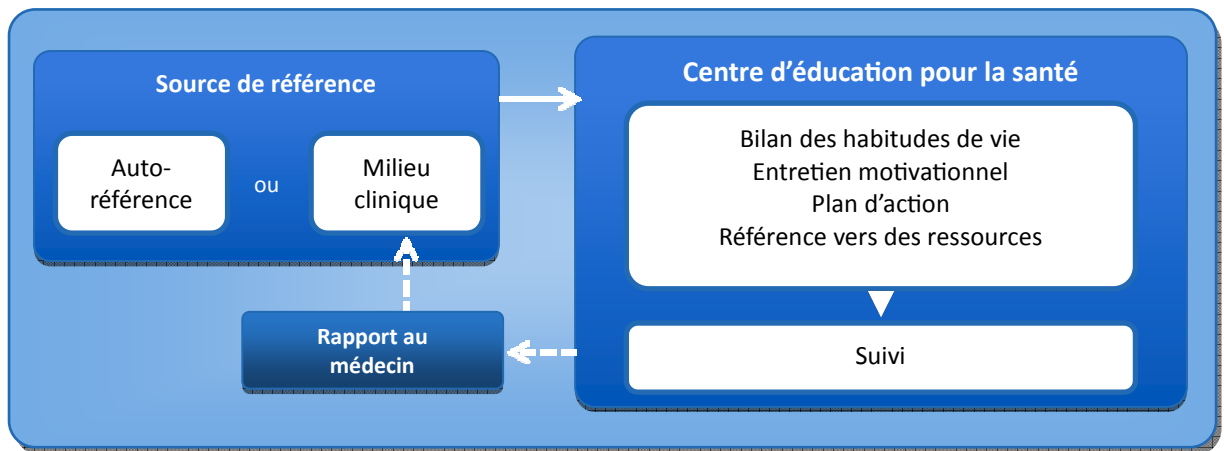 Source de référence
Auto-
référence
ou
Milieu
clinique
Centre d’éducation pour la santé
Bilan des habitudes de vie
Entretien motivationnel
Plan d’action
Référence vers des ressources
Suivi
Rapport au
médecin